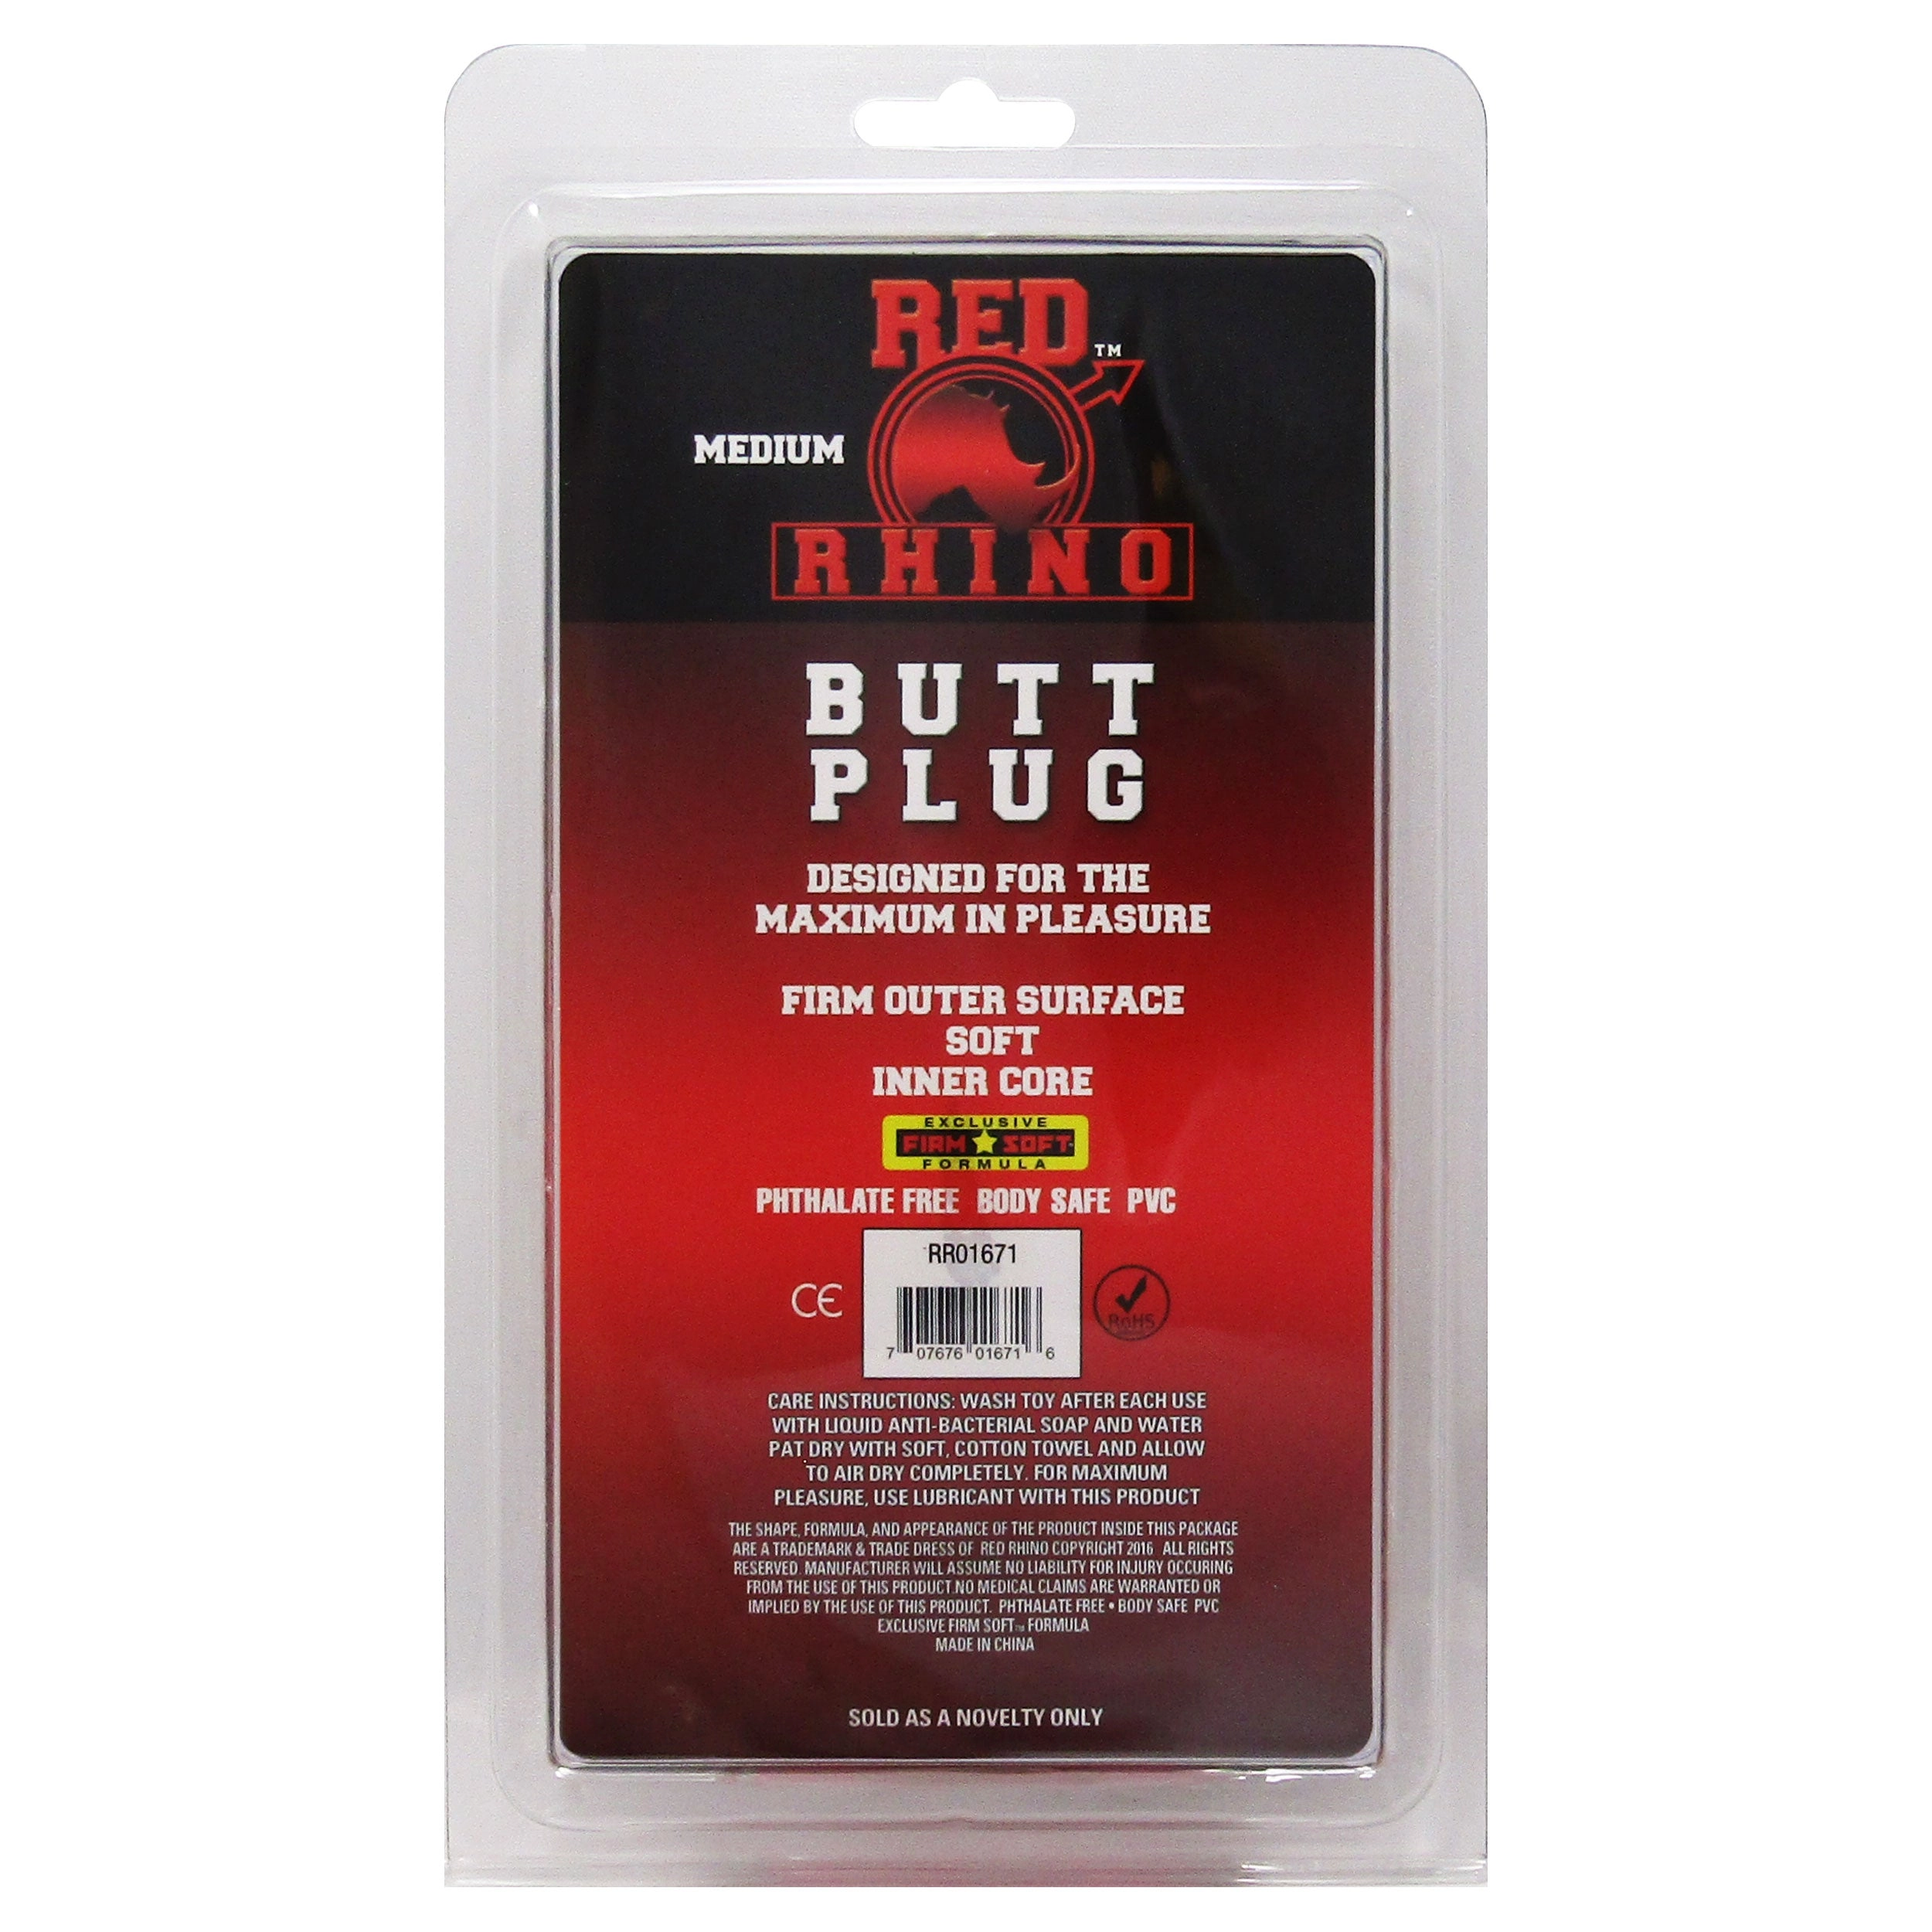 RED
TM
MEDIUM
RHINO
BUTT
PLUG
DESIGNED FOR THE
MAXIMUM IN PLEASURE
FIRM OUTER SURFACE
SOFT
INNER CORE
EXCLUSIVE
FIRM SOFT
FORMULA
PHTHALATE FREE BODY SAFE PVC
RR01671
CE
RoHS
7 07676 01671 6
CARE INSTRUCTIONS: WASH TOY AFTER EACH USE
WITH LIQUID ANTI-BACTERIAL SOAP AND WATER
PAT DRY WITH SOFT, COTTON TOWEL AND ALLOW
TO AIR DRY COMPLETELY. FOR MAXIMUM
PLEASURE, USE LUBRICANT WITH THIS PRODUCT
THE SHAPE, FORMULA, AND APPEARANCE OF THE PRODUCT INSIDE THIS PACKAGE
ARE A TRADEMARK & TRADE DRESS OF RED RHINO COPYRIGHT 2016 ALL RIGHTS
RESERVED. MANUFACTURER WILL ASSUME NO LIABILITY FOR INJURY OCCURING
FROM THE USE OF THIS PRODUCT.NO MEDICAL CLAIMS ARE WARRANTED OR
IMPLIED BY THE USE OF THIS PRODUCT. PHTHALATE FREE • BODY SAFE PVC
EXCLUSIVE FIRM SOFT™ FORMULA
MADE IN CHINA
SOLD AS A NOVELTY ONLY